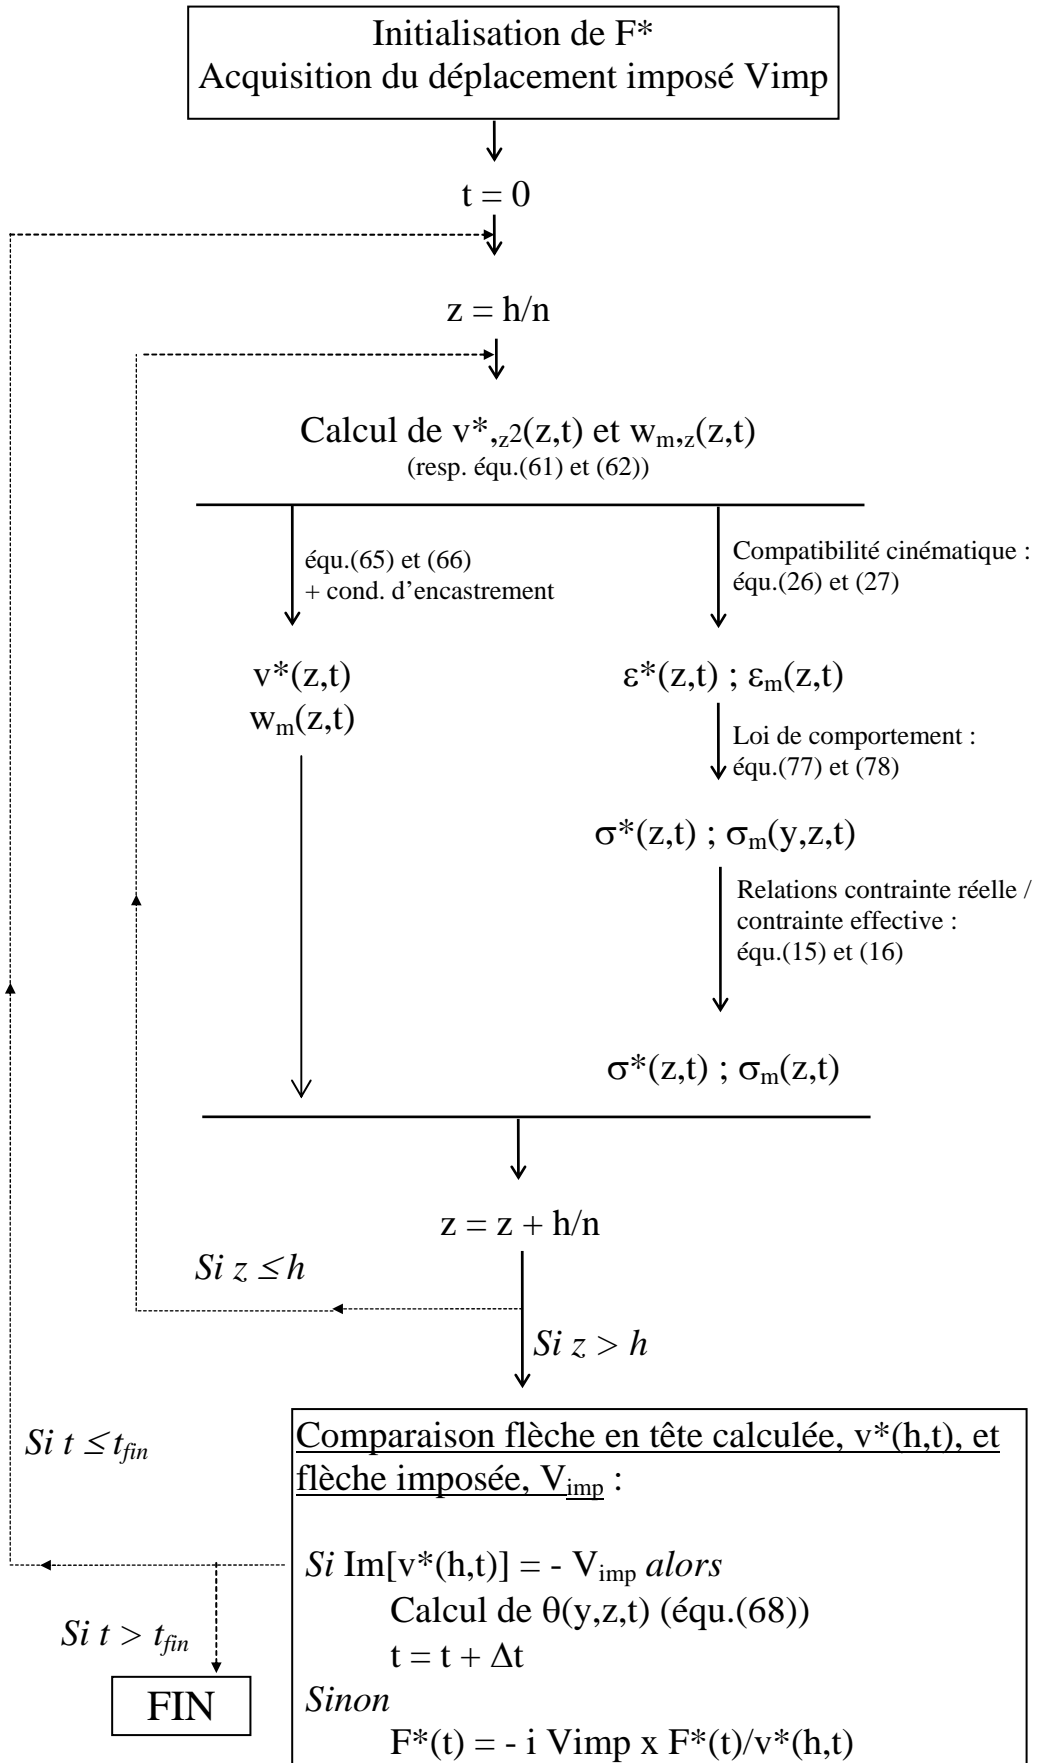 Initialisation de F*
Acquisition du déplacement imposé Vimp
t = 0
z = h/n
Calcul de v*,z2(z,t) et wm,z(z,t)
(resp. équ.(61) et (62))
équ.(65) et (66)
+ cond. d'encastrement
Compatibilité cinématique :
équ.(26) et (27)
v*(z,t)
wm(z,t)
ε*(z,t) ; εm(z,t)
Loi de comportement :
équ.(77) et (78)
σ*(z,t) ; σm(y,z,t)
Relations contrainte réelle /
contrainte effective :
équ.(15) et (16)
σ*(z,t) ; σm(z,t)
z = z + h/n
Si z ≤ h
Si z > h
Si t ≤ tfin
Si t > tfin
FIN
Comparaison flèche en tête calculée, v*(h,t), et
flèche imposée, Vimp :
Si Im[v*(h,t)] = - Vimp alors
Calcul de θ(y,z,t) (équ.(68))
t = t + Δt
Sinon
F*(t) = - i Vimp x F*(t)/v*(h,t)